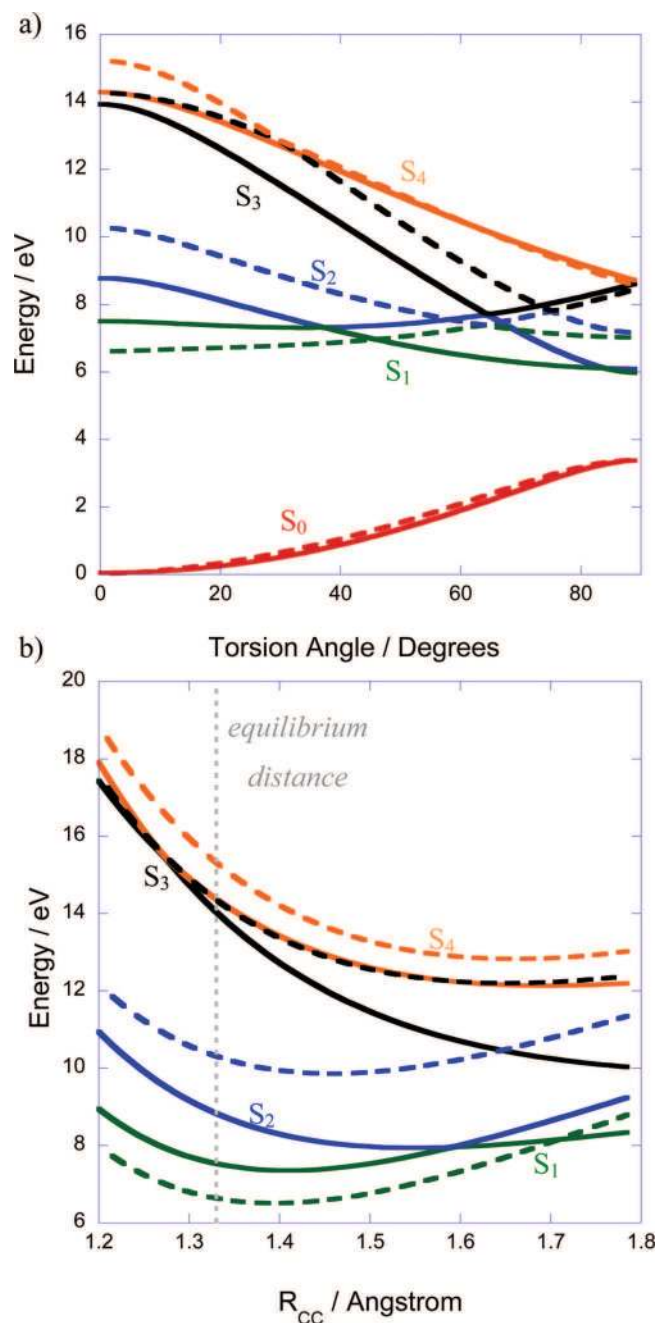 a)
16
14
12
10
8
6
4
2
0
Energy / eV
S4
S3
S2
S1
S0
0
20
40
60
80
Torsion Angle / Degrees
b)
20
18
16
14
12
10
8
6
Energy / eV
equilibrium
distance
S3
S4
S2
S1
1.2
1.3
1.4
1.5
1.6
1.7
1.8
RCC / Angstrom